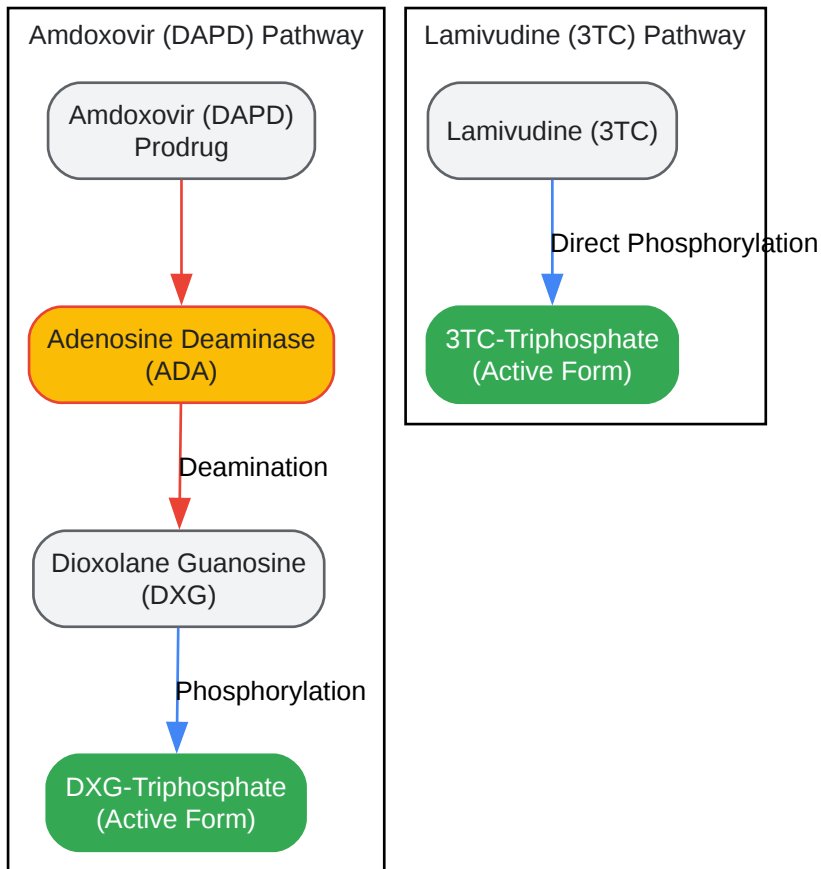 Amdoxovir (DAPD) Pathway
Amdoxovir (DAPD)
Prodrug
Adenosine Deaminase
(ADA)
Deamination
Dioxolane Guanosine
(DXG)
Phosphorylation
DXG-Triphosphate
(Active Form)
Lamivudine (3TC) Pathway
Lamivudine (3TC)
Direct Phosphorylation
3TC-Triphosphate
(Active Form)